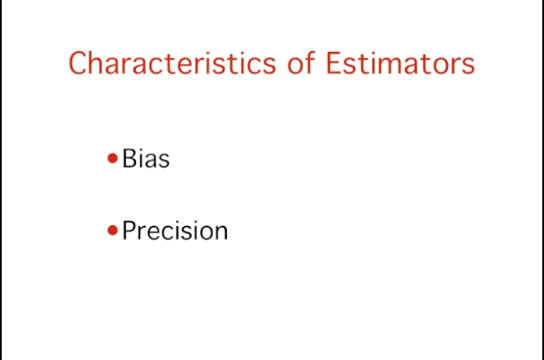 Characteristics of Estimators
•Bias
•Precision